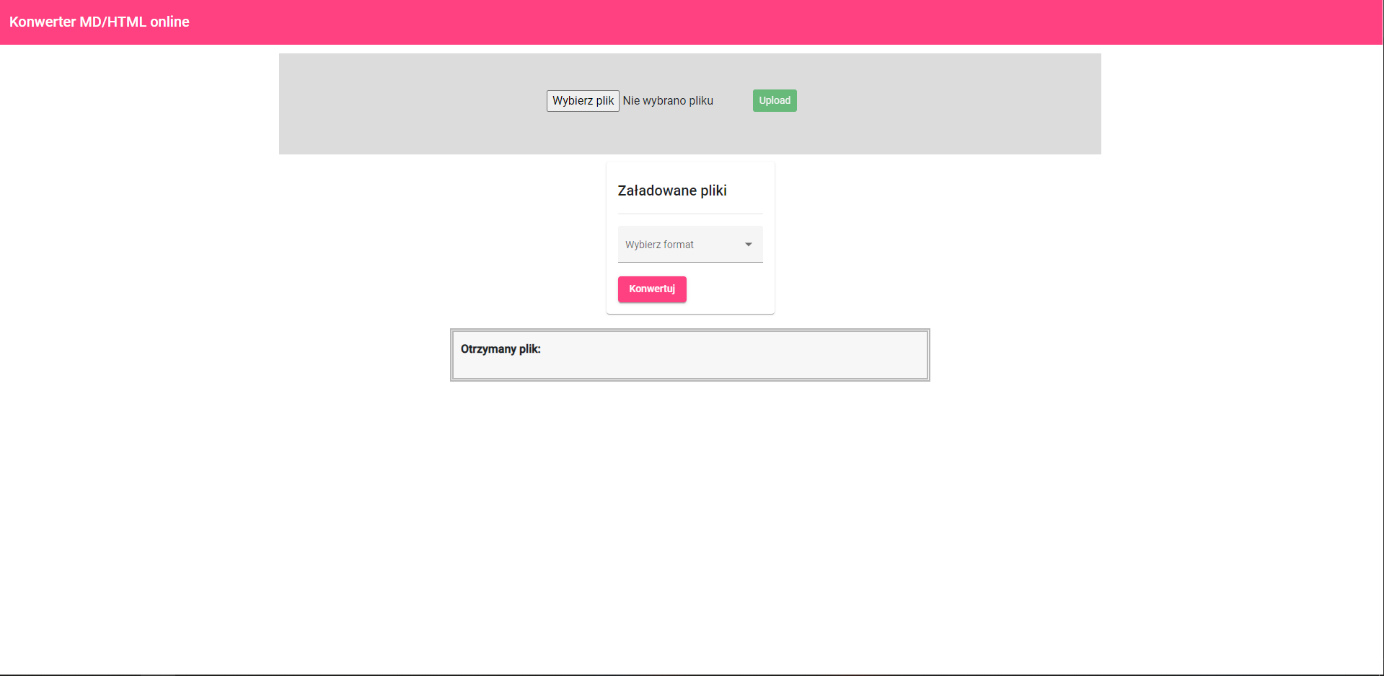 Konwerter MD/HTML online
Wybierz plik Nie wybrano pliku Upload
Załadowane pliki
Wybierz format
Konwertuj
Otrzymany plik: